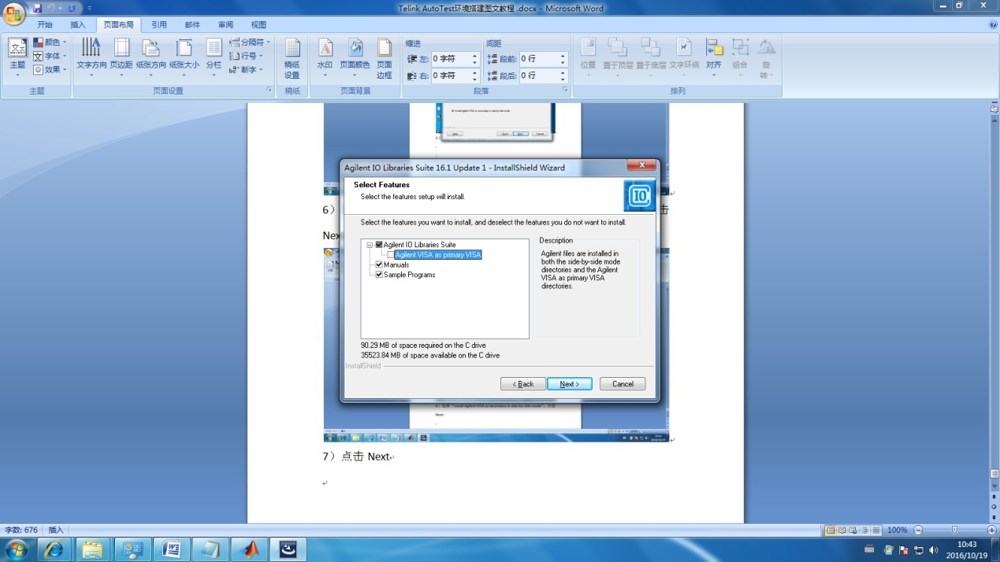 Telink AutoTest环境搭建图文教程 .docx - Microsoft Word
开始 插入 页面布局 引用 邮件 审阅 视图
主题 颜色 字体 效果
文字方向 页边距 纸张方向 纸张大小 分栏 分隔符 行号 断字
稿纸设置
水印 页面颜色 页面边框
缩进 间距
左: 0 字符 段前: 0 行
右: 0 字符 段后: 0 行
位置 置于顶层 置于底层 文字环绕 对齐 组合 旋转
主题 页面设置 稿纸 页面背景 段落 排列
Agilent IO Libraries Suite 16.1 Update 1 - InstallShield Wizard
Select Features
Select the features setup will install.
IO
6） 击
Select the features you want to install, and deselect the features you do not want to install.
Nex
Agilent IO Libraries Suite
Agilent VISA as primary VISA
Manuals
Sample Programs
Description
Agilent files are installed in
both the side-by-side mode
directories and the Agilent
VISA as primary VISA
directories.
90.29 MB of space required on the C drive
35523.84 MB of space available on the C drive
InstallShield
< Back Next > Cancel
7）点击 Next
字数: 676 插入 100%
10:43
2016/10/19